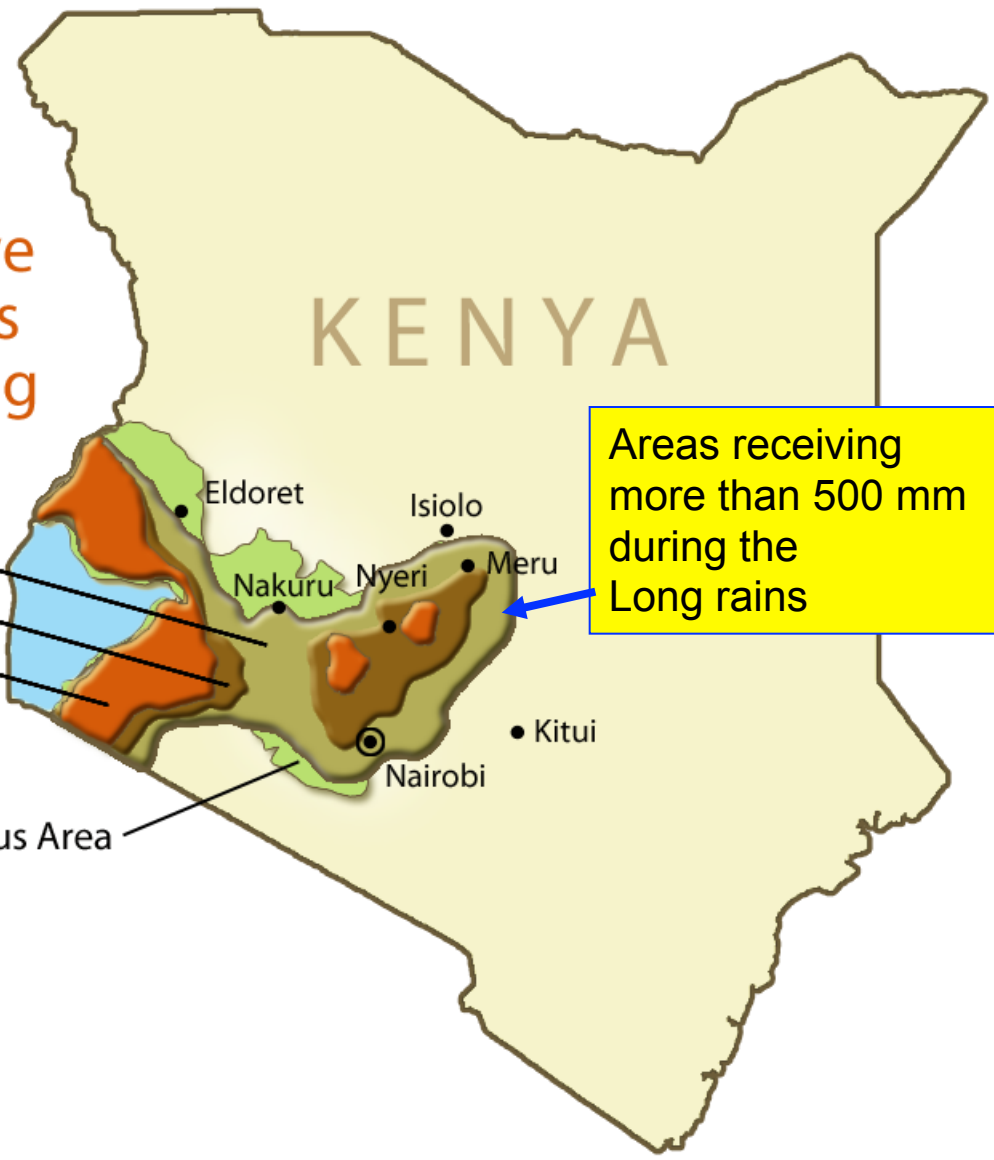 re
s
g
KENYA
Areas receiving
more than 500 mm
during the
Long rains
Eldoret
Isiolo
Nakuru
Nyeri
Meru
Kitui
Nairobi
us Area